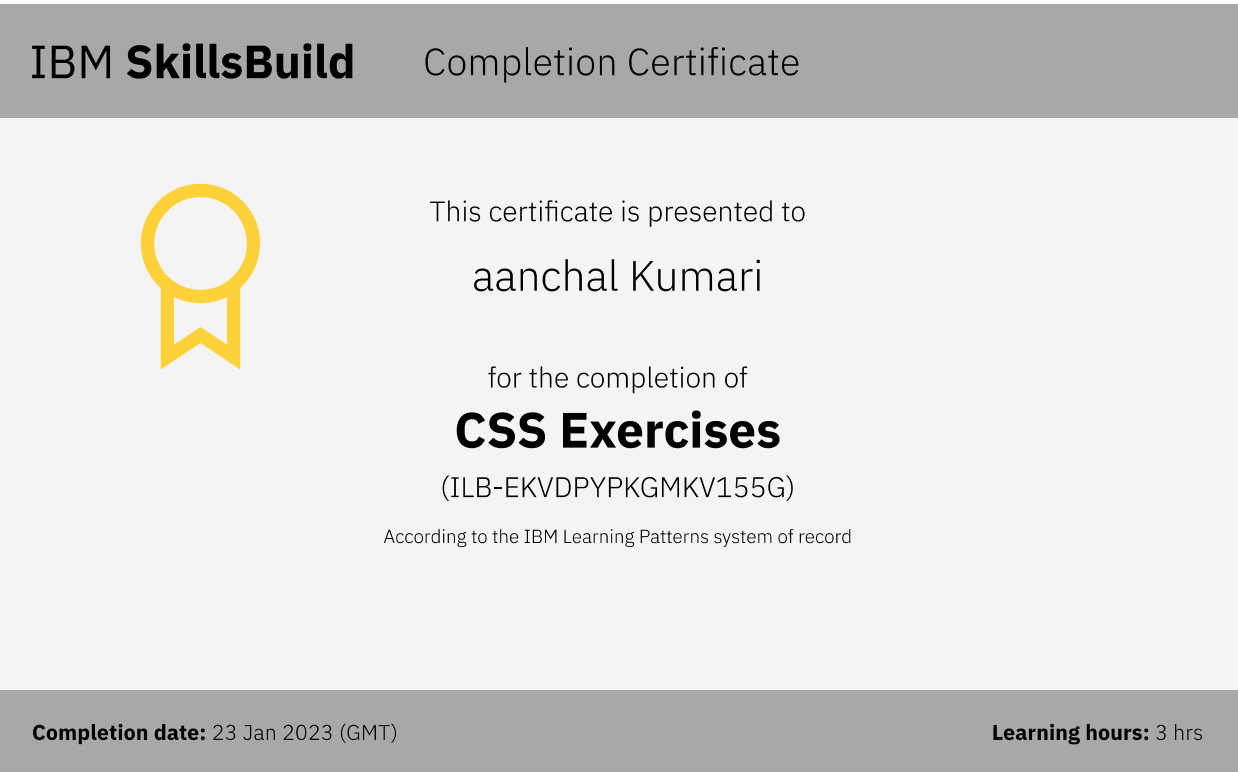 IBM SkillsBuild Completion Certificate
This certificate is presented to
aanchal Kumari
for the completion of
CSS Exercises
(ILB-EKVDPYPKGMKV155G)
According to the IBM Learning Patterns system of record
Completion date: 23 Jan 2023 (GMT) Learning hours: 3 hrs